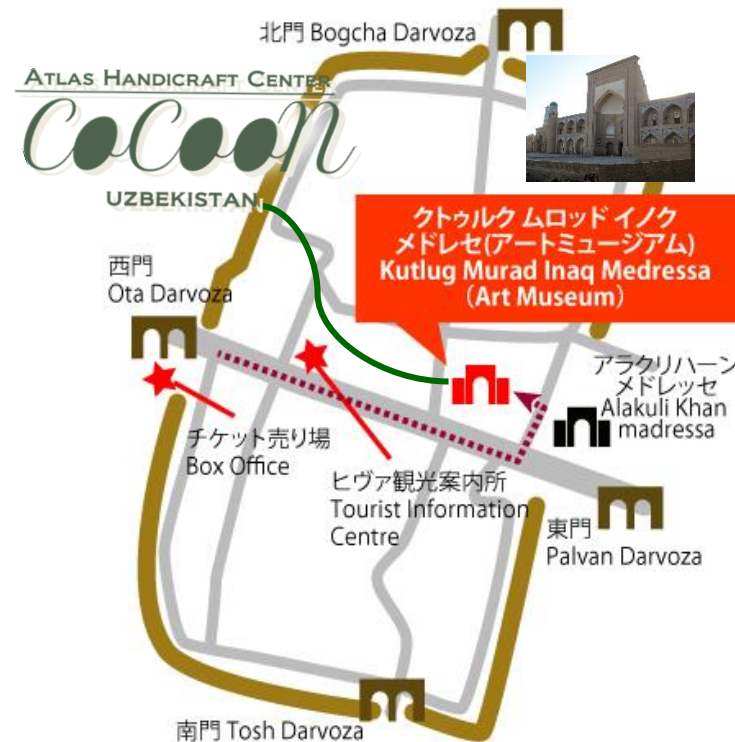 北門 Bogcha Darvoza
ATLAS HANDICRAFT CENTER
CoCooN
UZBEKISTAN
クトゥルク ムロッド イノク
メドレセ(アートミュージアム)
Kutlug Murad Inaq Medressa
（Art Museum）
西門
Ota Darvoza
アラクリハーン
メドレッセ
Alakuli Khan
madressa
チケット売り場
Box Office
ヒヴァ観光案内所
Tourist Information
Centre
東門
Palvan Darvoza
南門 Tosh Darvoza